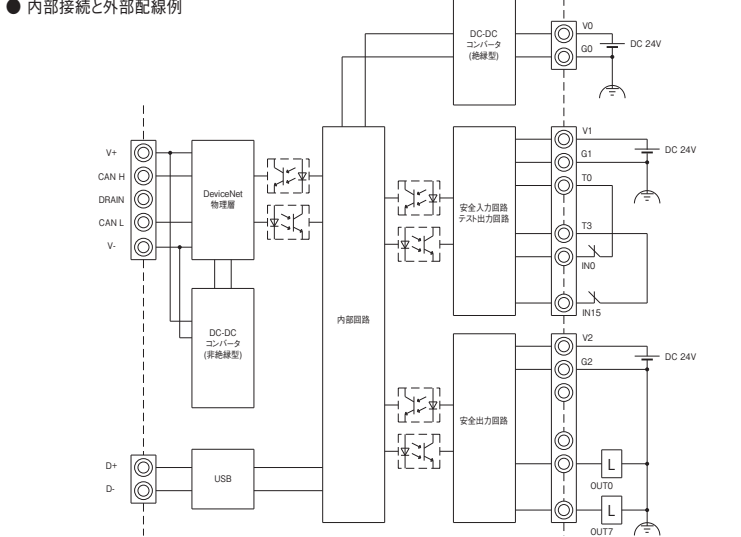 ● 内部接続と外部配線例
DC-DC
コンバータ
(絶縁型)
V0
G0
DC 24V
V+
CAN H
DRAIN
CAN L
V-
DeviceNet
物理層
DC-DC
コンバータ
(非絶縁型)
D+
D-
USB
内部回路
安全入力回路
テスト出力回路
V1
G1
T0
T3
IN0
IN15
DC 24V
安全出力回路
V2
G2
DC 24V
L
OUT0
L
OUT7